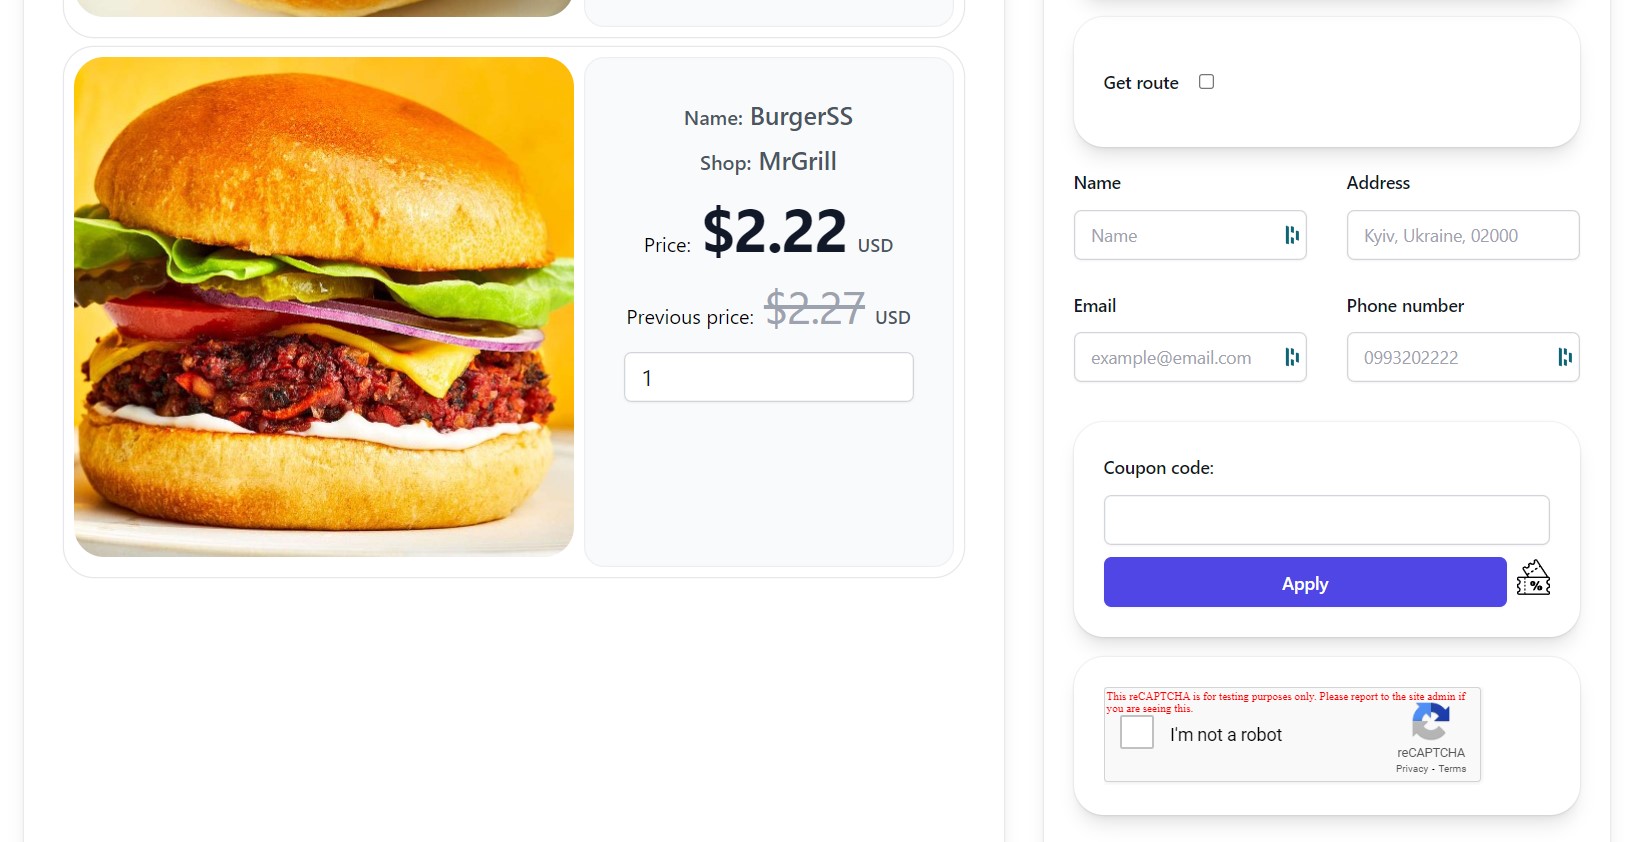 Name: BurgerSS
Shop: MrGrill
Price: $2.22 USD
Previous price: $2.27 USD
1
Get route
Name
Address
Name
Kyiv, Ukraine, 02000
Email
Phone number
example@email.com
0993202222
Coupon code:
Apply
%
This reCAPTCHA is for testing purposes only. Please report to the site admin if
you are seeing this.
I'm not a robot
reCAPTCHA
Privacy - Terms